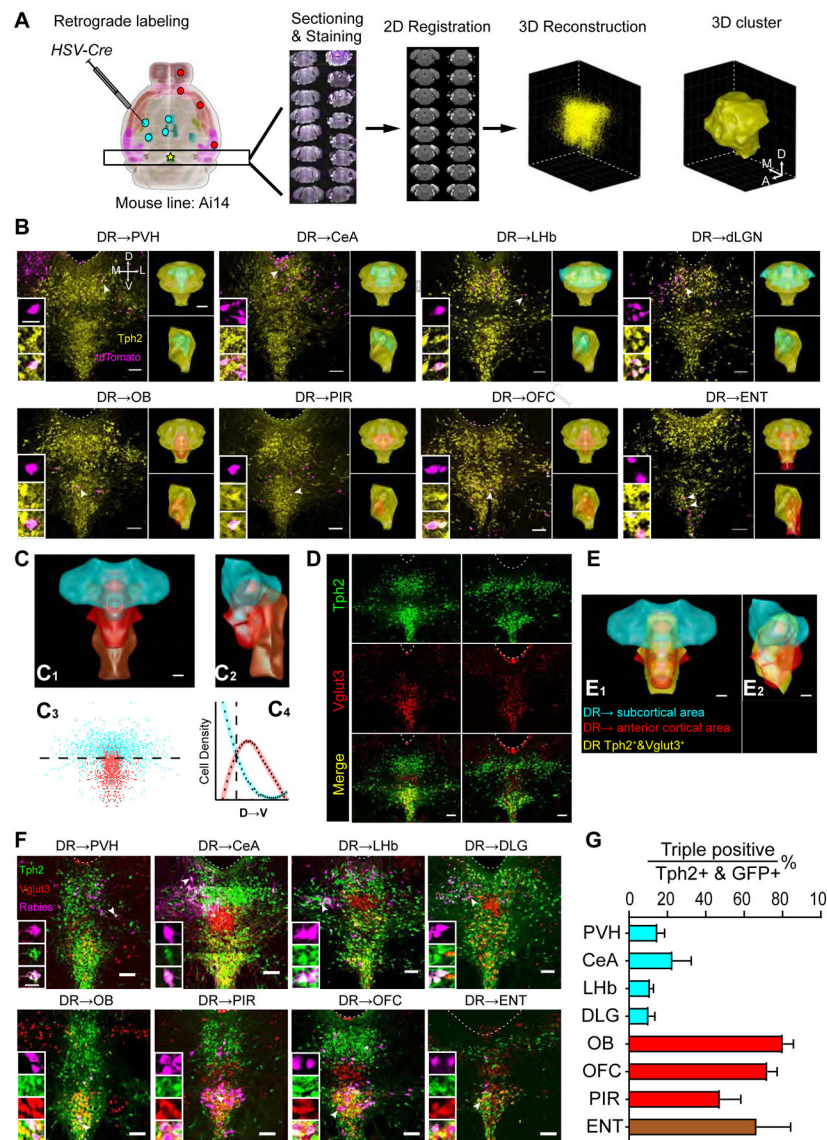 A
Retrograde labeling
HSV-Cre
Mouse line: Ai14
Sectioning
& Staining
2D Registration
3D Reconstruction
3D cluster
D
M
A
B
DR→PVH
DR→CeA
DR→LHb
DR→dLGN
D
M
L
V
Tph2
tdTomato
DR→OB
DR→PIR
DR→OFC
DR→ENT
C
C1
C2
C3
C4
Cell Density
D→V
D
Tph2
Vglut3
Merge
E
E1
E2
DR→ subcortical area
DR→ anterior cortical area
DR Tph2+&Vglut3+
F
DR→PVH
DR→CeA
DR→LHb
DR→DLG
Tph2
Vglut3
Rabies
DR→OB
DR→PIR
DR→OFC
DR→ENT
G
Triple positive
Tph2+ & GFP+
%
0 20 40 60 80 100
PVH
CeA
LHb
DLG
OB
OFC
PIR
ENT